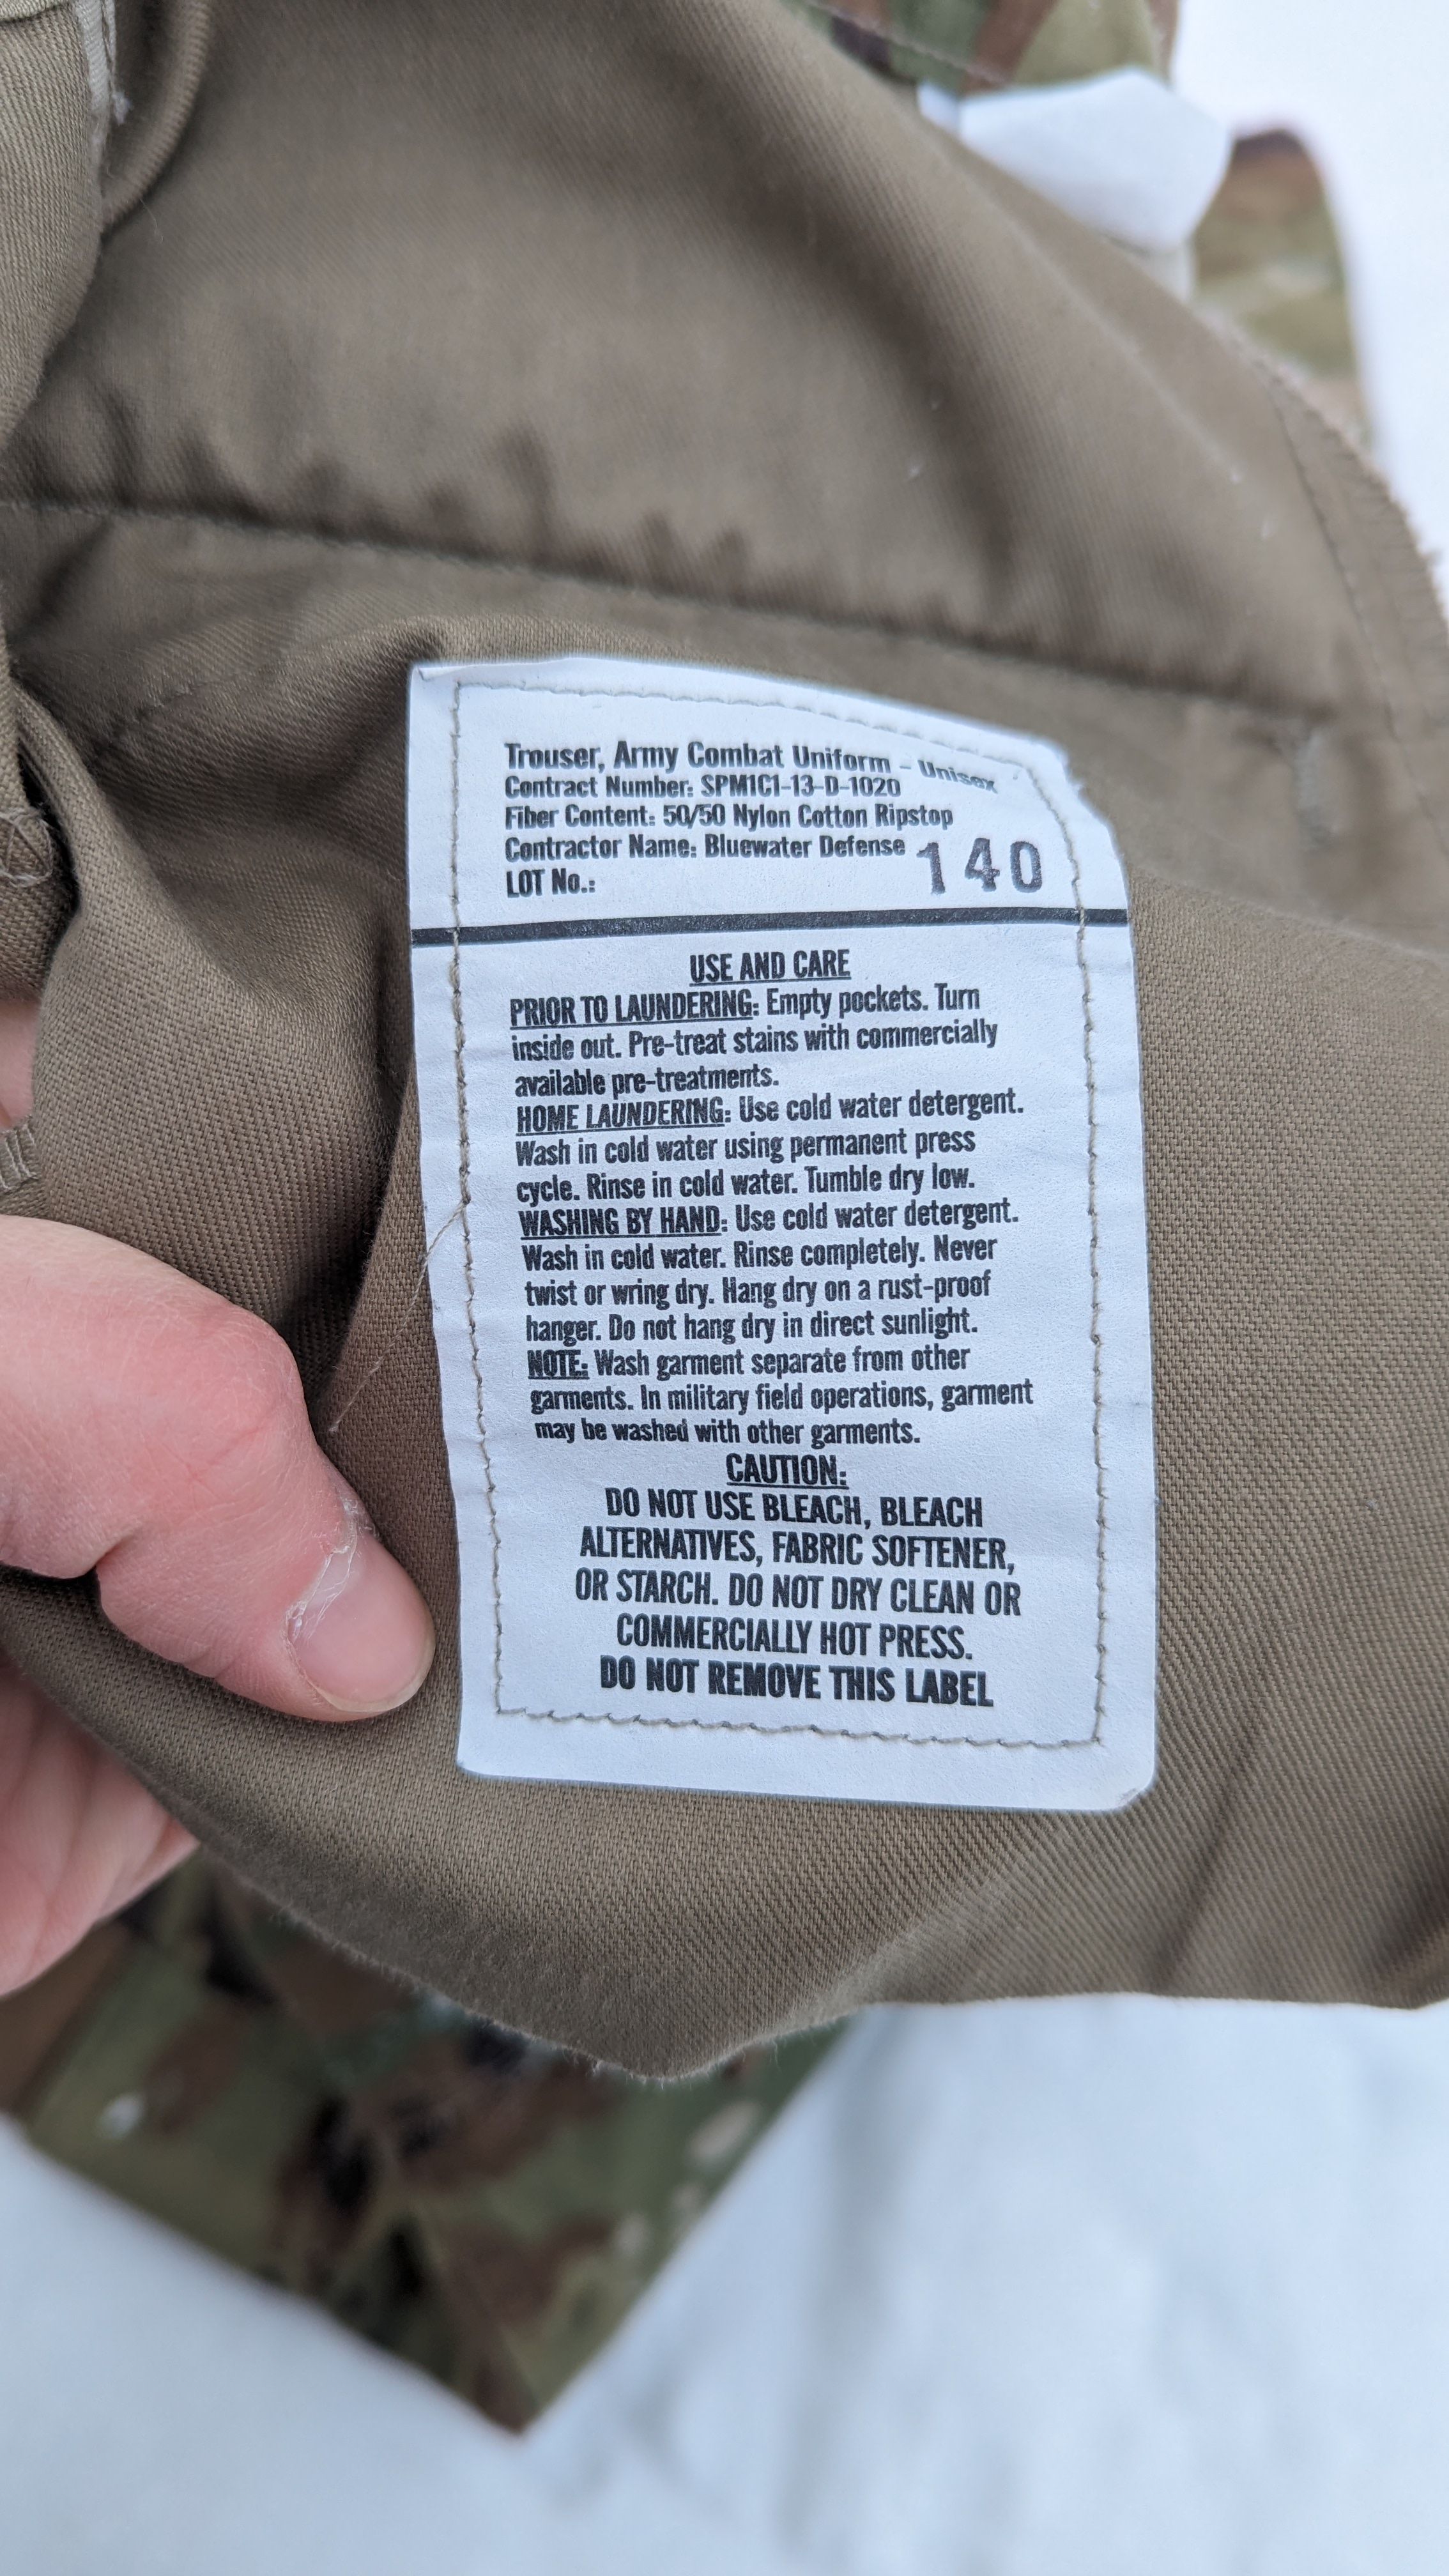 Trouser, Army Combat Uniform - Unisex
Contract Number: SPM1C1-13-D-1020
Fiber Content: 50/50 Nylon Cotton Ripstop
Contractor Name: Bluewater Defense
LOT No.: 140
USE AND CARE
PRIOR TO LAUNDERING: Empty pockets. Turn
inside out. Pre-treat stains with commercially
available pre-treatments.
HOME LAUNDERING: Use cold water detergent.
Wash in cold water using permanent press
cycle. Rinse in cold water. Tumble dry low.
WASHING BY HAND: Use cold water detergent.
Wash in cold water. Rinse completely. Never
twist or wring dry. Hang dry on a rust-proof
hanger. Do not hang dry in direct sunlight.
NOTE: Wash garment separate from other
garments. In military field operations, garment
may be washed with other garments.
CAUTION:
DO NOT USE BLEACH, BLEACH
ALTERNATIVES, FABRIC SOFTENER,
OR STARCH. DO NOT DRY CLEAN OR
COMMERCIALLY HOT PRESS.
DO NOT REMOVE THIS LABEL